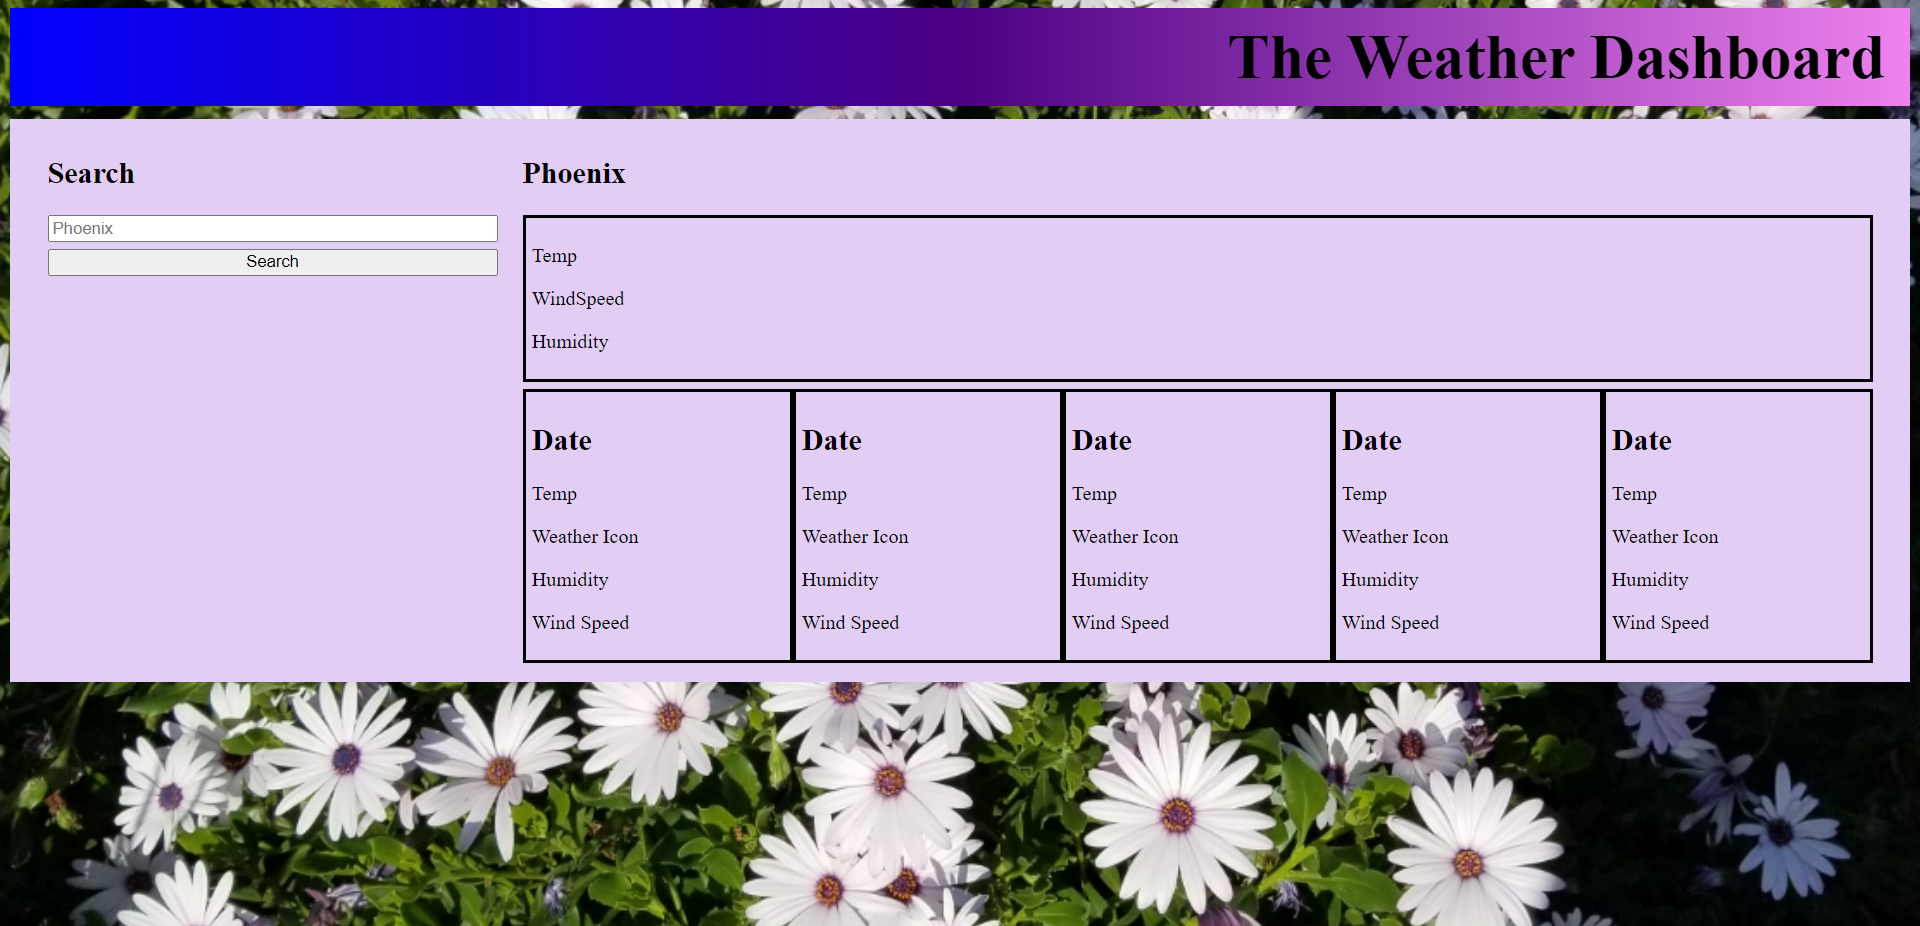 The Weather Dashboard
Search
Phoenix
Search
Phoenix
Temp
WindSpeed
Humidity
Date
Temp
Weather Icon
Humidity
Wind Speed
Date
Temp
Weather Icon
Humidity
Wind Speed
Date
Temp
Weather Icon
Humidity
Wind Speed
Date
Temp
Weather Icon
Humidity
Wind Speed
Date
Temp
Weather Icon
Humidity
Wind Speed